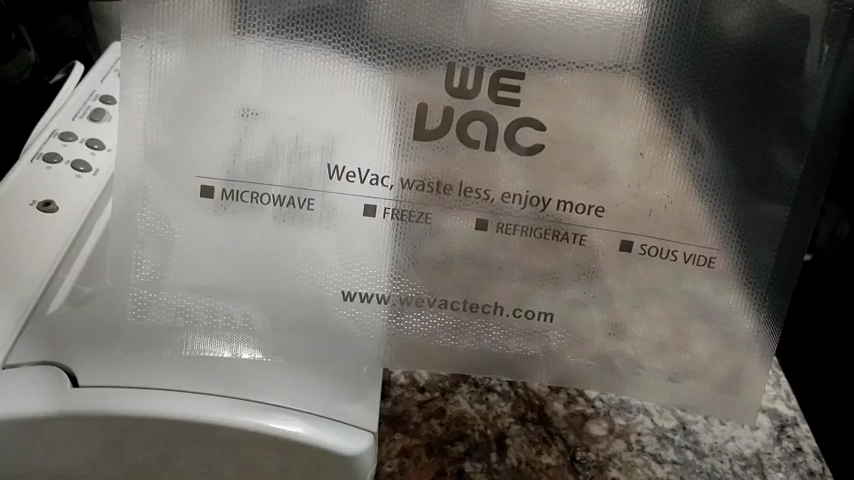 WE
VAC
WeVac, waste less, enjoy more
MICROWAVE FREEZE REFRIGERATE SOUS VIDE
www.wevactech.com